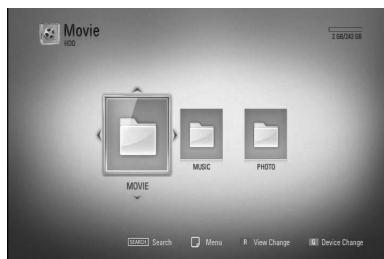 Movie
HDD
2 GB/243 GB
MUSIC
PHOTO
MOVIE
SEARCH Search Menu R View Change G Device Change